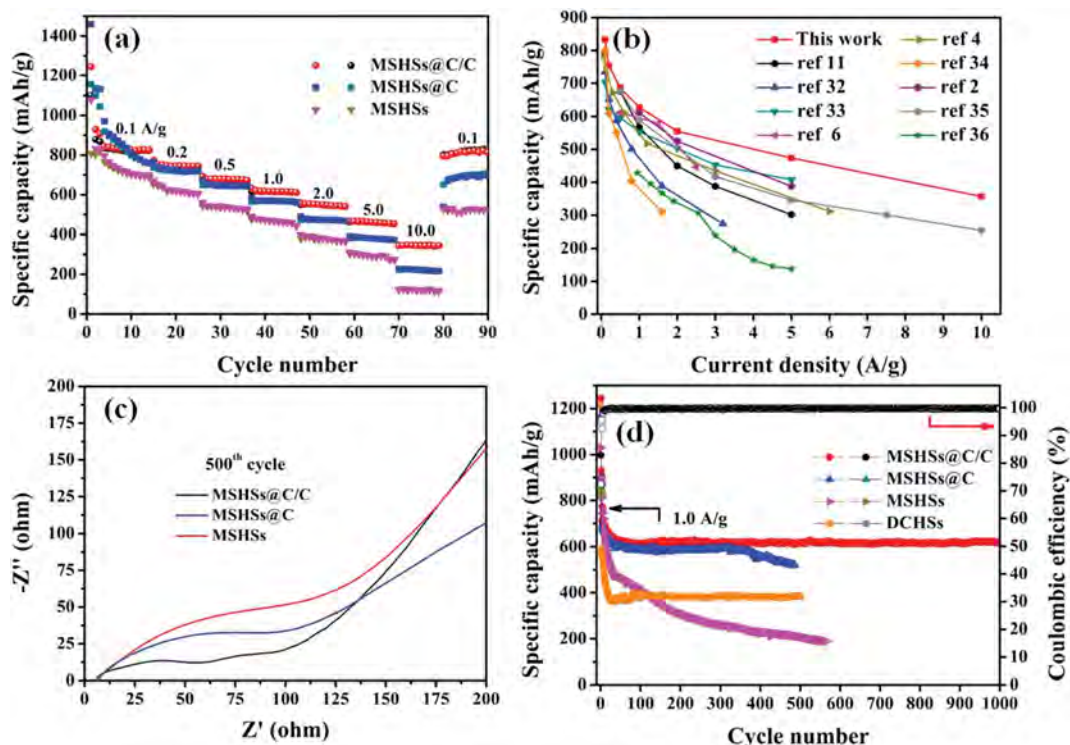 (a)
Specific capacity (mAh/g)
1600
1400
1200
1000
800
600
400
200
0
MSHSs@C/C
MSHSs@C
MSHSs
0.1 A/g
0.2
0.5
1.0
2.0
5.0
10.0
0.1
0 10 20 30 40 50 60 70 80 90
Cycle number
(b)
Specific capacity (mAh/g)
900
800
700
600
500
400
300
200
100
0
This work
ref 11
ref 32
ref 33
ref 6
ref 4
ref 34
ref 2
ref 35
ref 36
0 2 4 6 8 10
Current density (A/g)
(c)
-Z'' (ohm)
200
175
150
125
100
75
50
25
0
500th cycle
MSHSs@C/C
MSHSs@C
MSHSs
0 25 50 75 100 125 150 175 200
Z' (ohm)
(d)
Specific capacity (mAh/g)
1200
1000
800
600
400
200
MSHSs@C/C
MSHSs@C
MSHSs
DCHSs
1.0 A/g
100
90
80
70
60
50
40
30
20
10
0
Coulombic efficiency (%)
0 100 200 300 400 500 600 700 800 900 1000
Cycle number